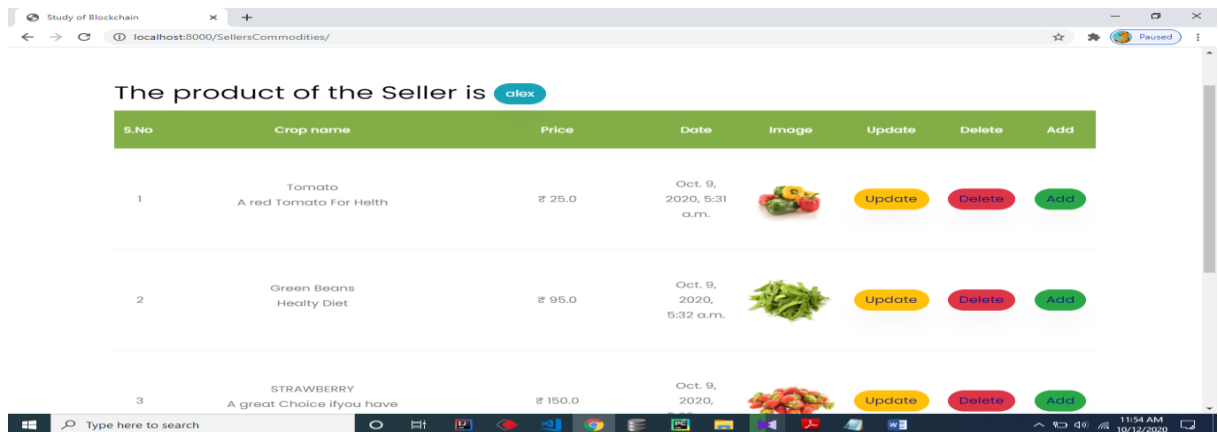 Study of Blockchain
localhost:8000/SellersCommodities/
Paused
The product of the Seller is alex
S.No Crop name Price Date Image Update Delete Add
1
Tomato
A red Tomato For Helth
₹ 25.0
Oct. 9,
2020, 5:31
a.m.
Update Delete Add
2
Green Beans
Healty Diet
₹ 95.0
Oct. 9,
2020,
5:32 a.m.
Update Delete Add
3
STRAWBERRY
A great Choice ifyou have
₹ 150.0
Oct. 9,
2020,
Update Delete Add
Type here to search
11:54 AM
10/12/2020